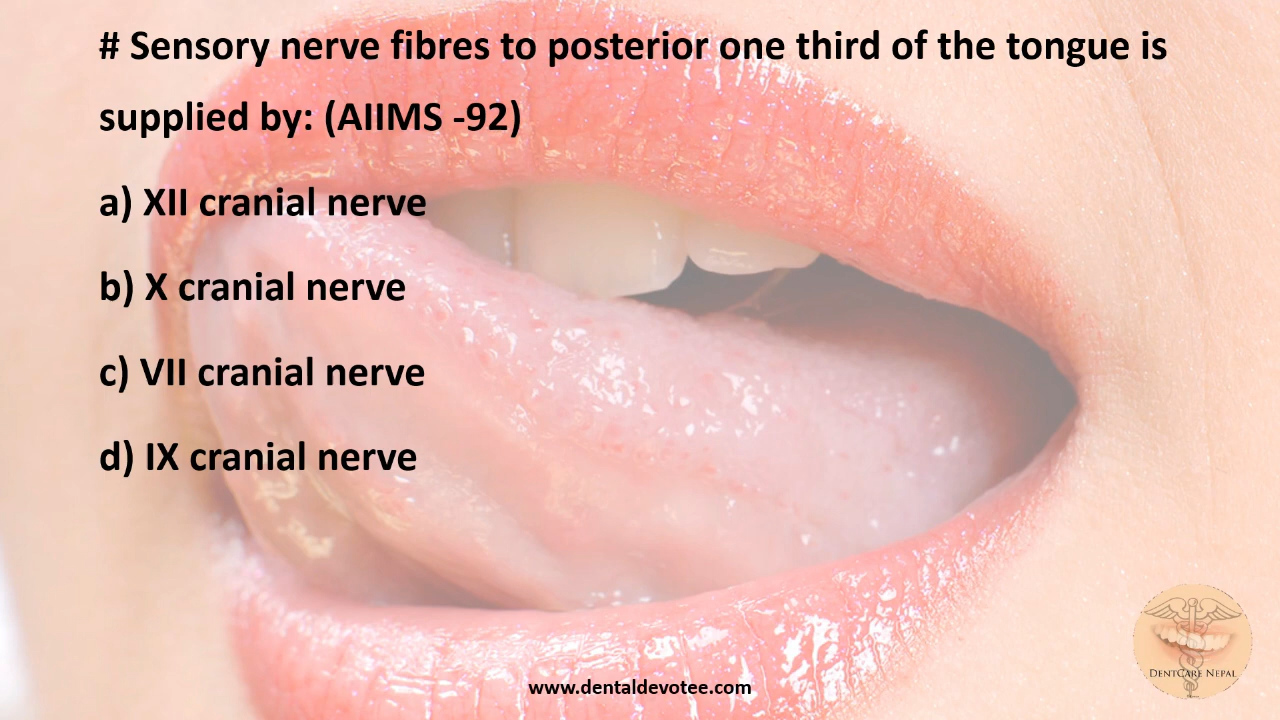 # Sensory nerve fibres to posterior one third of the tongue is
supplied by: (AIIMS -92)
a) XII cranial nerve
b) X cranial nerve
c) VII cranial nerve
d) IX cranial nerve
DENTCARE NEPAL
www.dentaldevotee.com